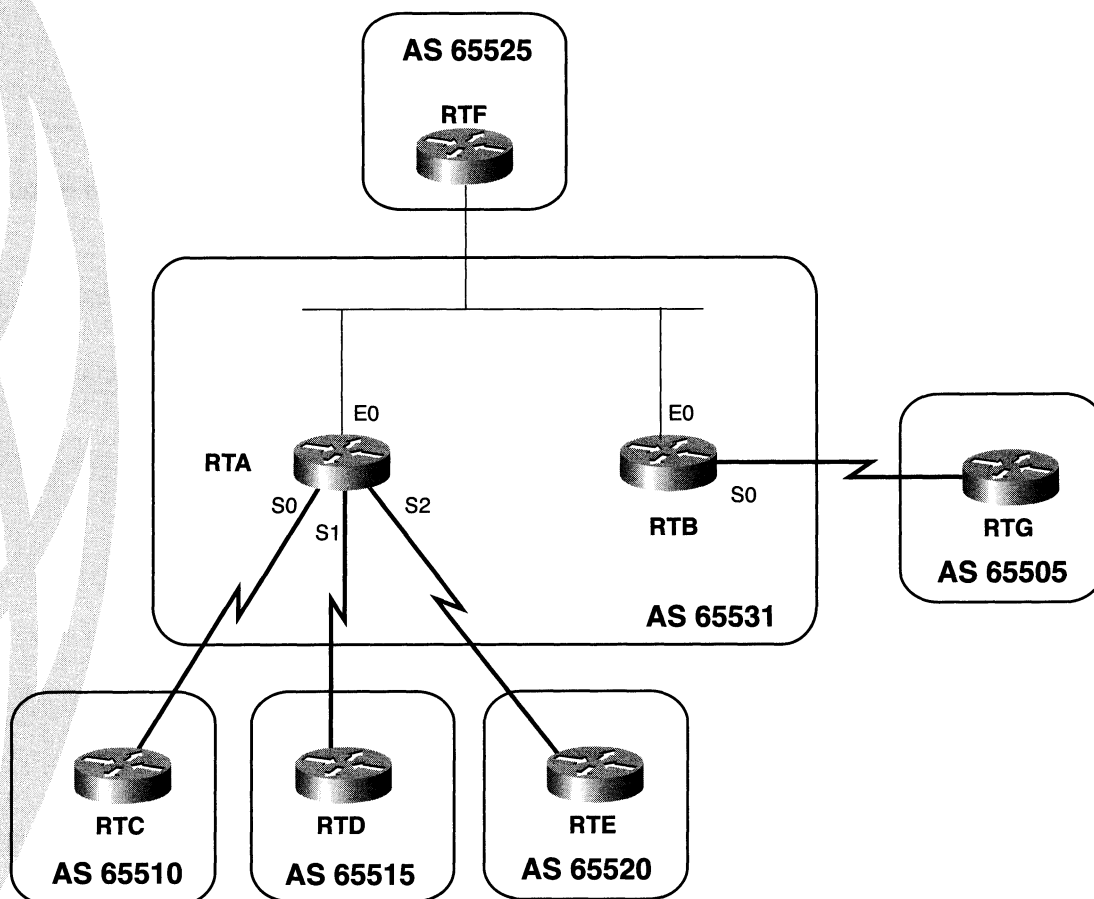 AS 65525
RTF
E0
E0
RTA
S0
S1
S2
S0
RTB
RTG
AS 65505
AS 65531
RTC
RTD
RTE
AS 65510
AS 65515
AS 65520